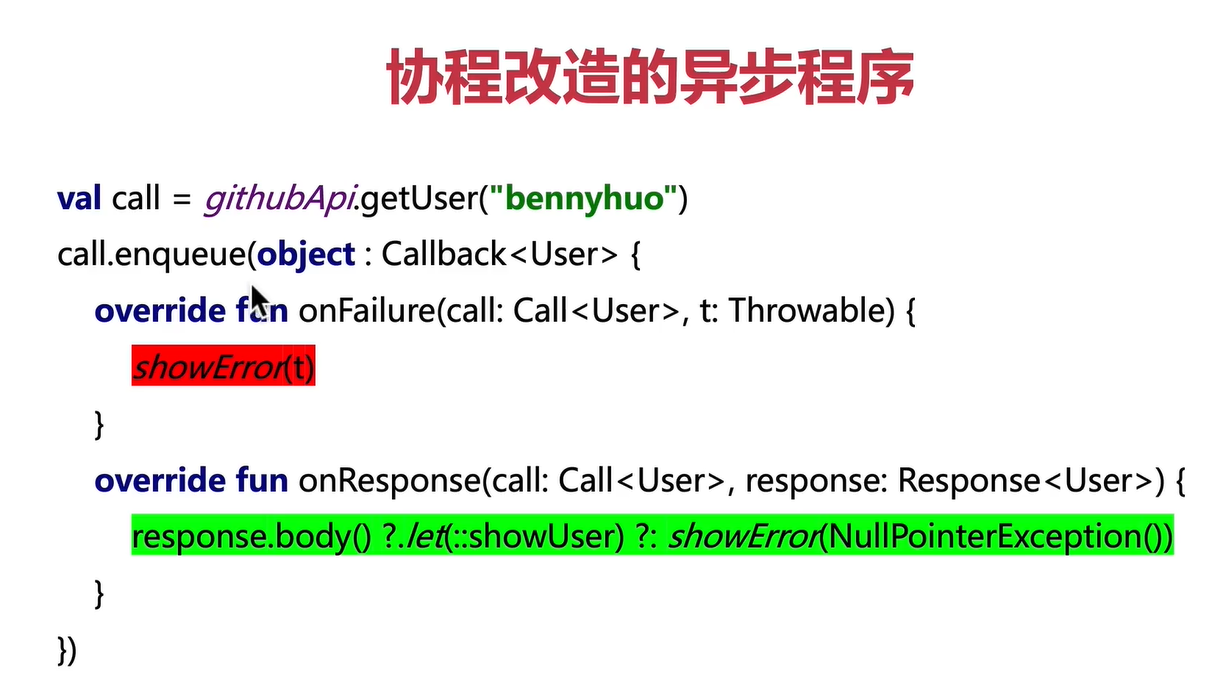 协程改造的异步程序
val call = githubApi.getUser("bennyhuo")
call.enqueue(object : Callback<User> {
override fun onFailure(call: Call<User>, t: Throwable) {
showError(t)
}
override fun onResponse(call: Call<User>, response: Response<User>) {
response.body() ?.let(::showUser) ?: showError(NullPointerException())
}
})